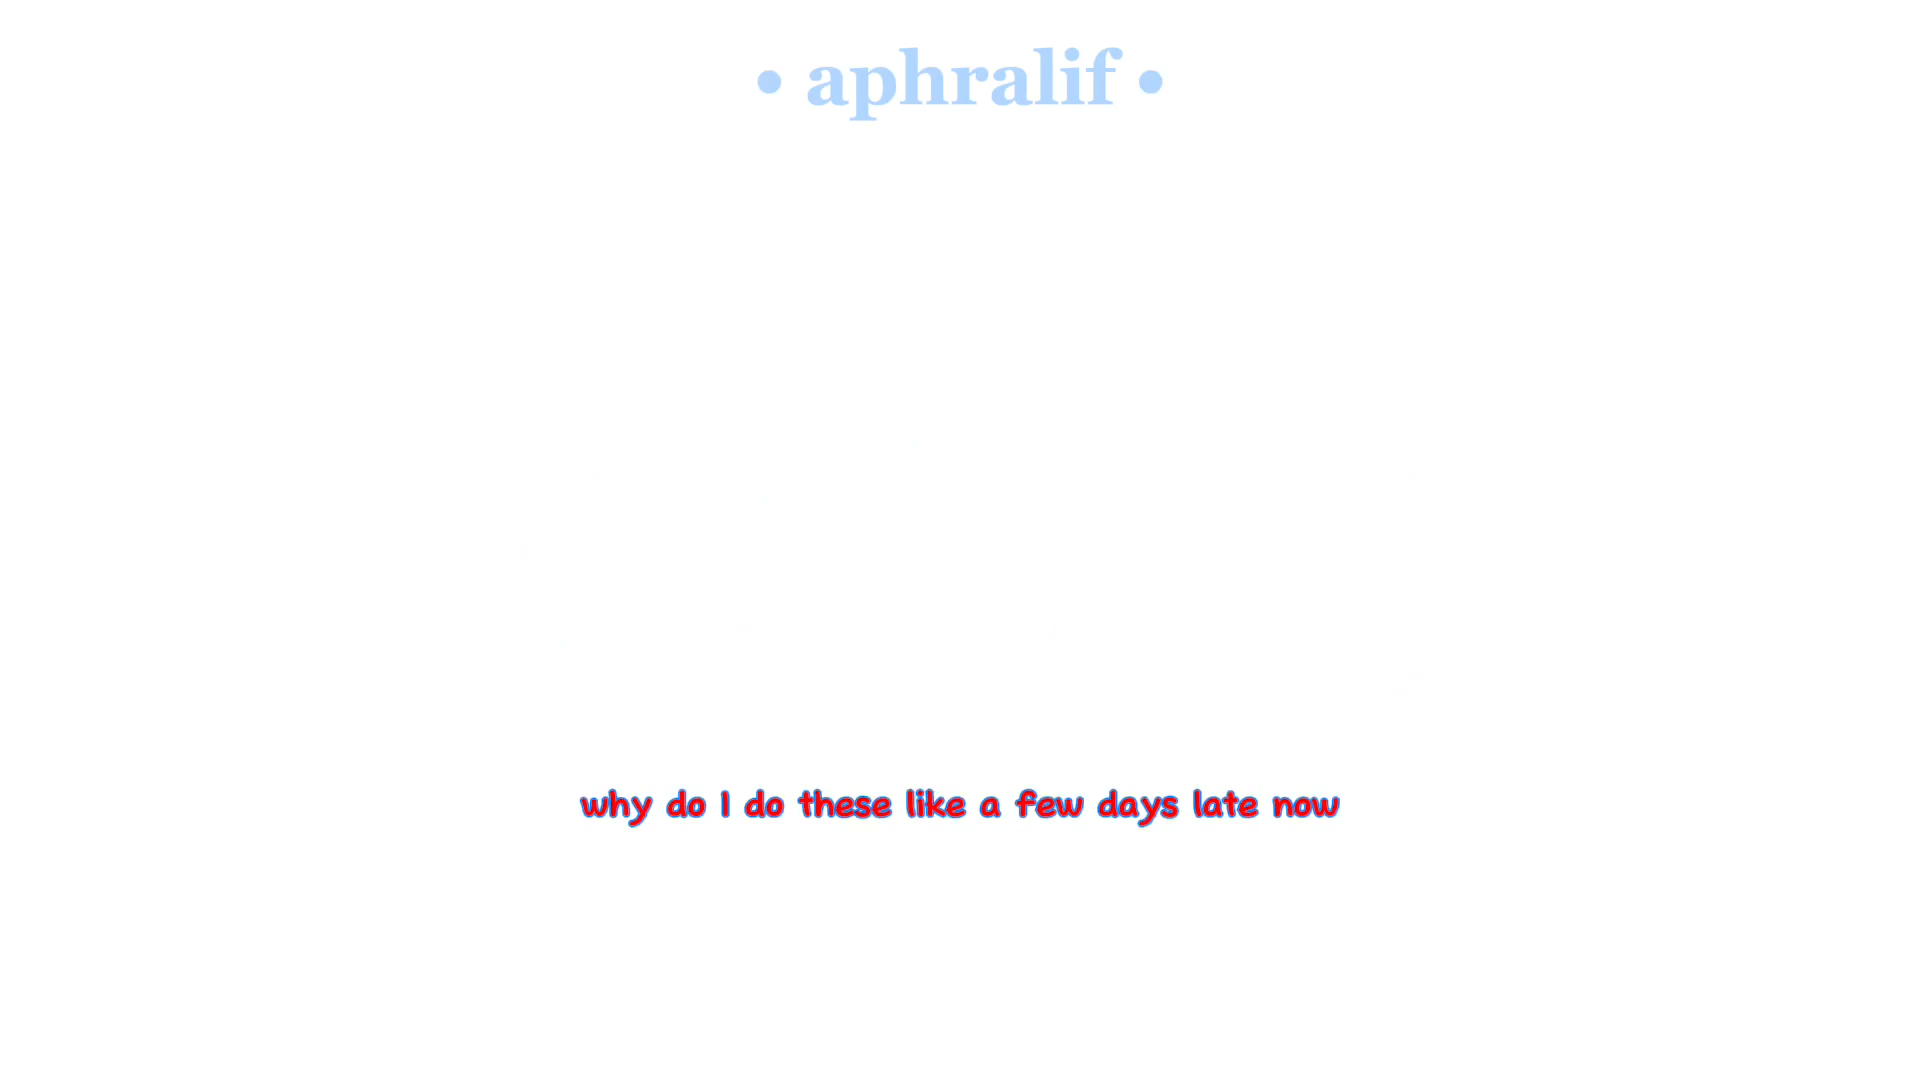 • aphralif •
why do I do these like a few days late now